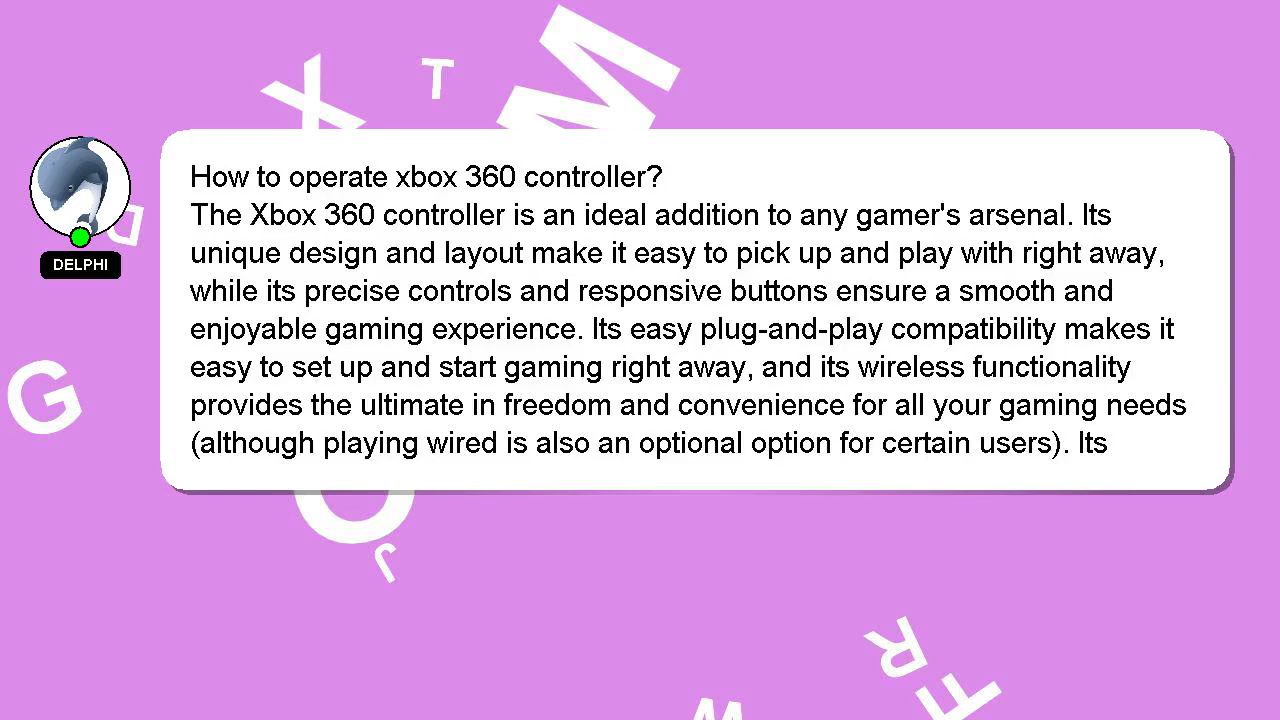 X
T
M
How to operate xbox 360 controller?
The Xbox 360 controller is an ideal addition to any gamer's arsenal. Its
unique design and layout make it easy to pick up and play with right away,
while its precise controls and responsive buttons ensure a smooth and
enjoyable gaming experience. Its easy plug-and-play compatibility makes it
easy to set up and start gaming right away, and its wireless functionality
provides the ultimate in freedom and convenience for all your gaming needs
(although playing wired is also an optional option for certain users). Its
D
DELPHI
G
J
R
F
W